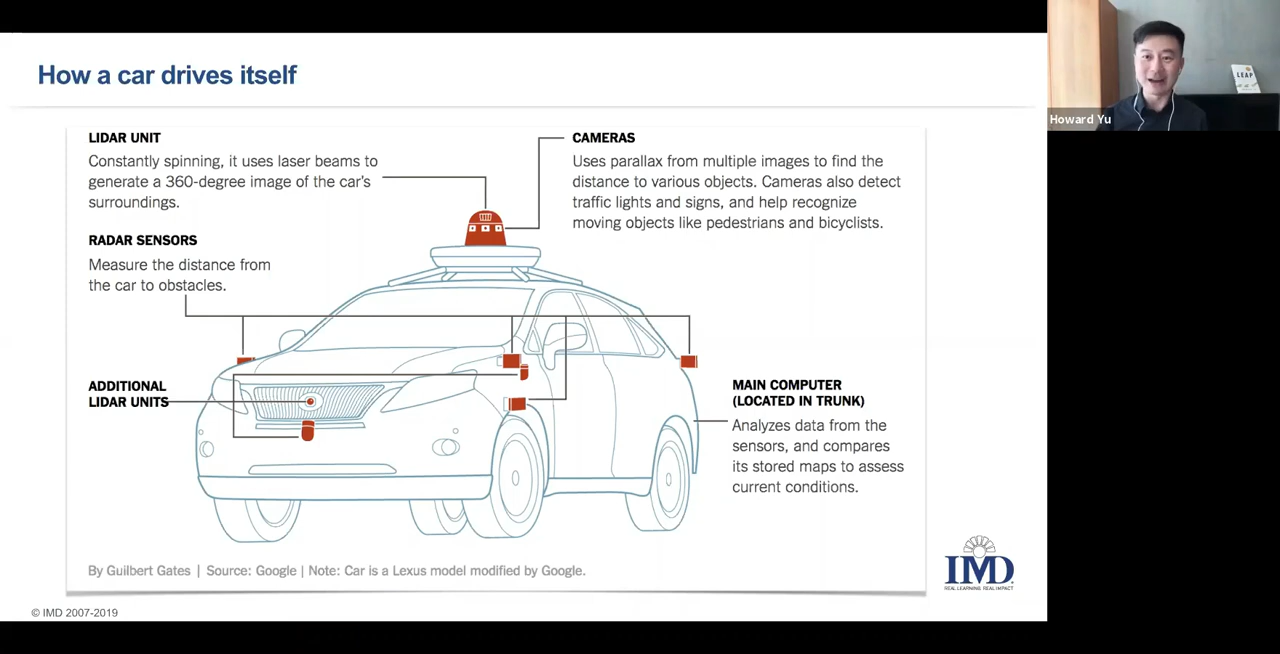 How a car drives itself
LIDAR UNIT
Constantly spinning, it uses laser beams to
generate a 360-degree image of the car's
surroundings.
RADAR SENSORS
Measure the distance from
the car to obstacles.
ADDITIONAL
LIDAR UNITS
CAMERAS
Uses parallax from multiple images to find the
distance to various objects. Cameras also detect
traffic lights and signs, and help recognize
moving objects like pedestrians and bicyclists.
MAIN COMPUTER
(LOCATED IN TRUNK)
Analyzes data from the
sensors, and compares
its stored maps to assess
current conditions.
By Guilbert Gates | Source: Google | Note: Car is a Lexus model modified by Google.
IMD
REAL LEARNING. REAL IMPACT
© IMD 2007-2019
LEAP
Howard Yu